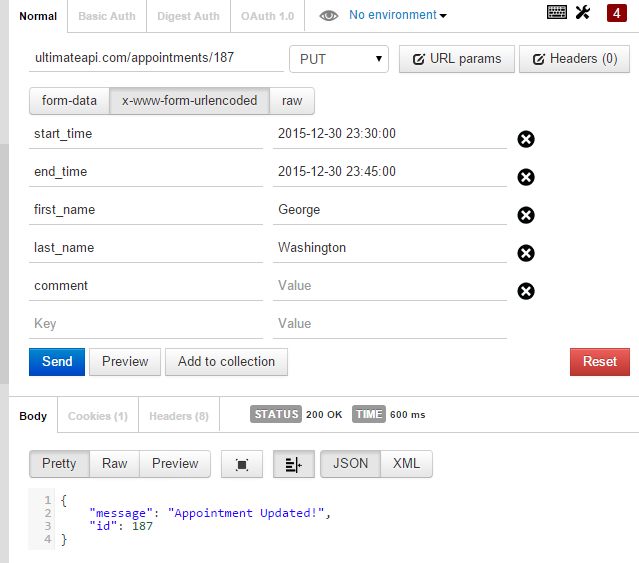 Normal Basic Auth Digest Auth OAuth 1.0 No environment 4
ultimateapi.com/appointments/187 PUT URL params Headers (0)
form-data x-www-form-urlencoded raw
start_time 2015-12-30 23:30:00
end_time 2015-12-30 23:45:00
first_name George
last_name Washington
comment Value
Key Value
Send Preview Add to collection Reset
Body Cookies (1) Headers (8) STATUS 200 OK TIME 600 ms
Pretty Raw Preview JSON XML
1 {
2 "message": "Appointment Updated!",
3 "id": 187
4 }